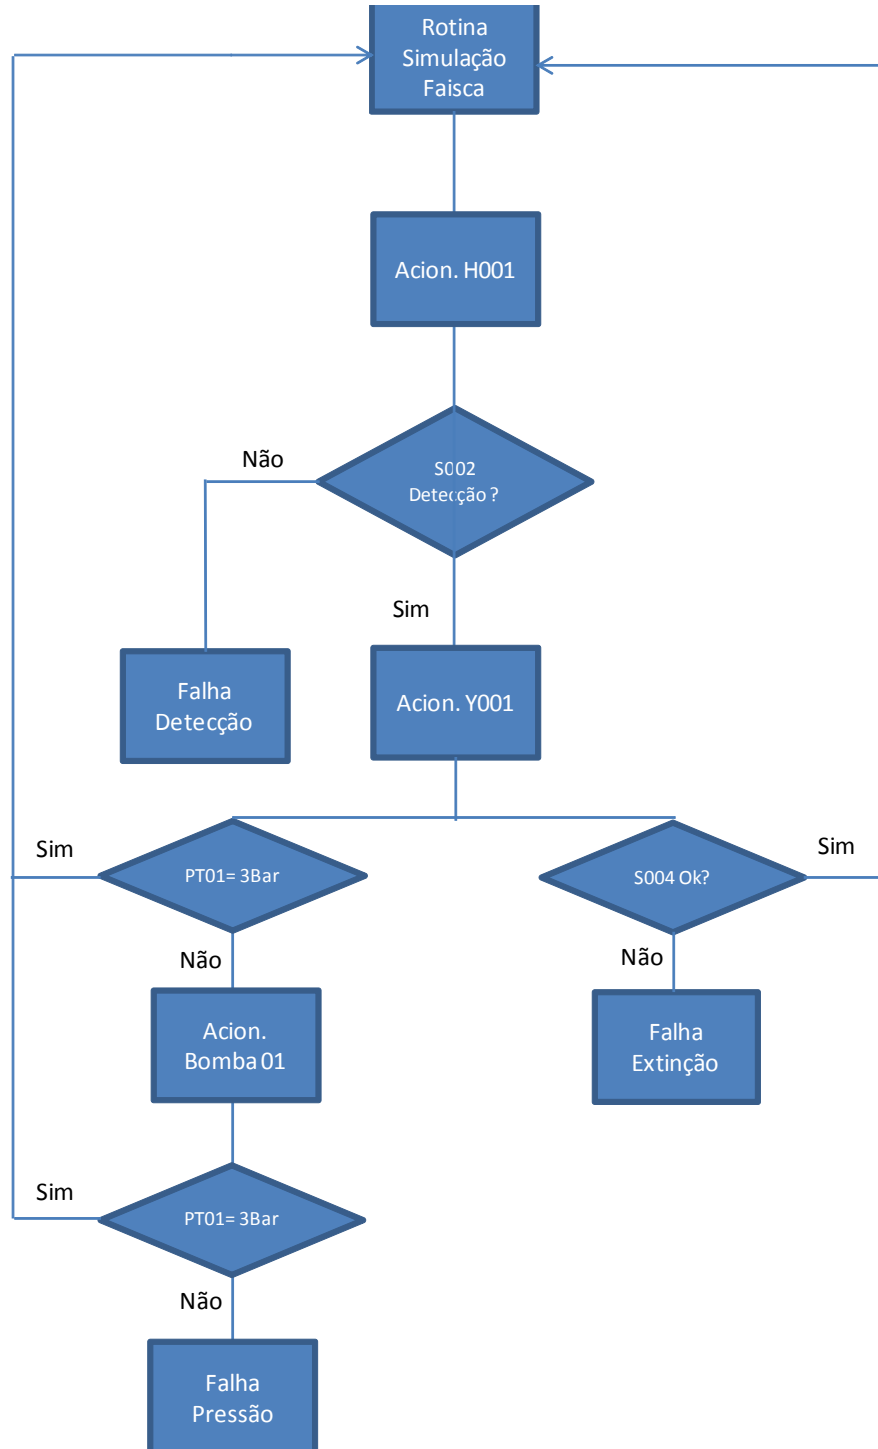 Rotina
Simulação
Faisca
Acion. H001
Não
S002
Detecção ?
Sim
Falha
Detecção
Acion. Y001
Sim
PT01= 3Bar
S004 Ok?
Sim
Não
Não
Acion.
Bomba 01
Falha
Extinção
Sim
PT01= 3Bar
Não
Falha
Pressão